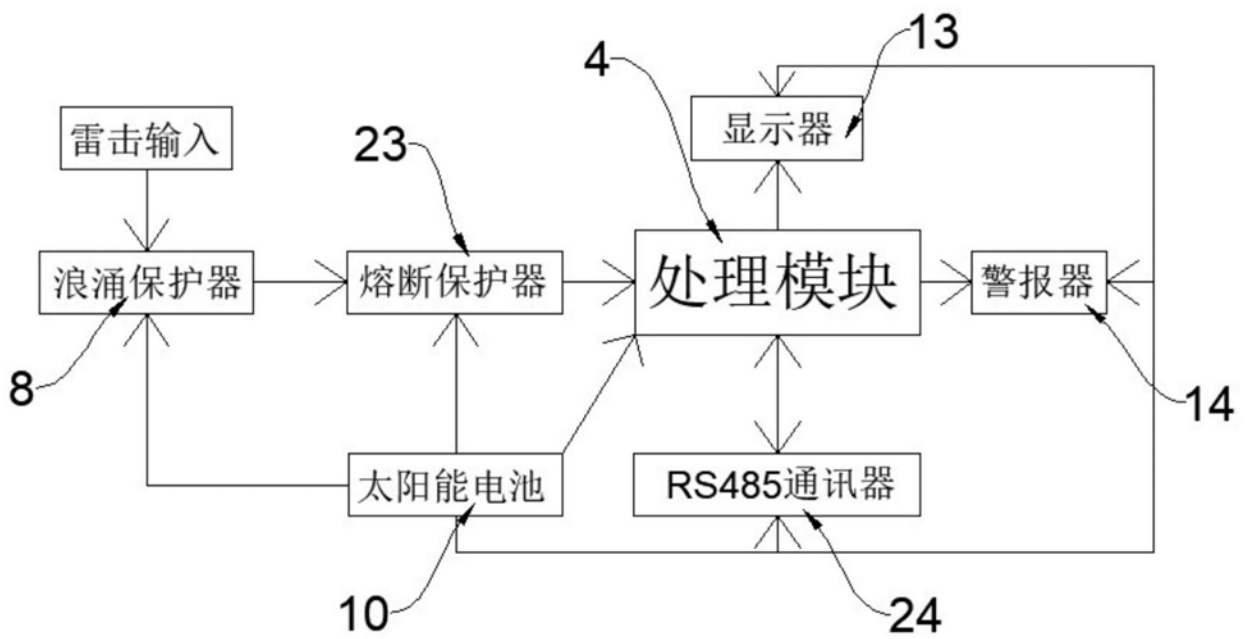 13
4
雷击输入
显示器
23
浪涌保护器
熔断保护器
处理模块
警报器
8
14
太阳能电池
RS485通讯器
10
24